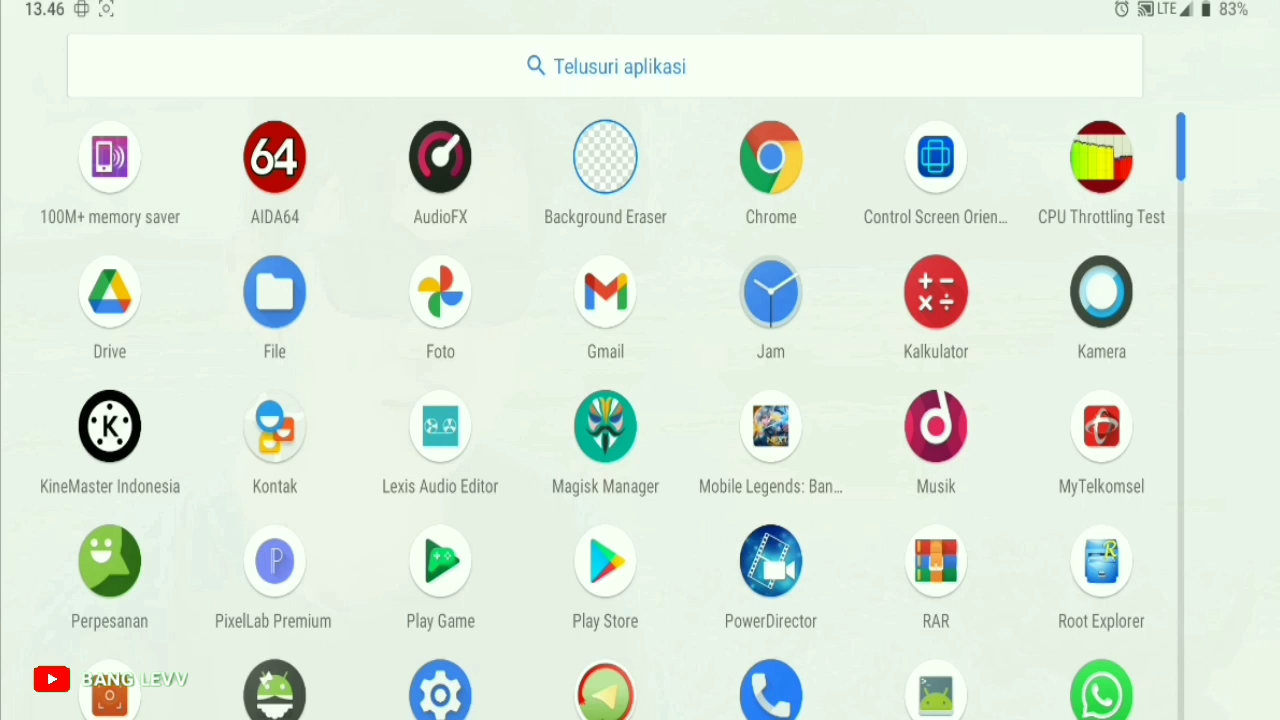 13.46
LTE 83%
Telusuri aplikasi
100M+ memory saver
64
AIDA64
AudioFX
Background Eraser
Chrome
Control Screen Orien…
CPU Throttling Test
Drive
File
Foto
Gmail
Jam
Kalkulator
Kamera
K
KineMaster Indonesia
Kontak
Lexis Audio Editor
Magisk Manager
NEXT
Mobile Legends: Ban…
Musik
MyTelkomsel
Perpesanan
P
PixelLab Premium
Play Game
Play Store
PowerDirector
RAR
R
Root Explorer
BANG LEVV